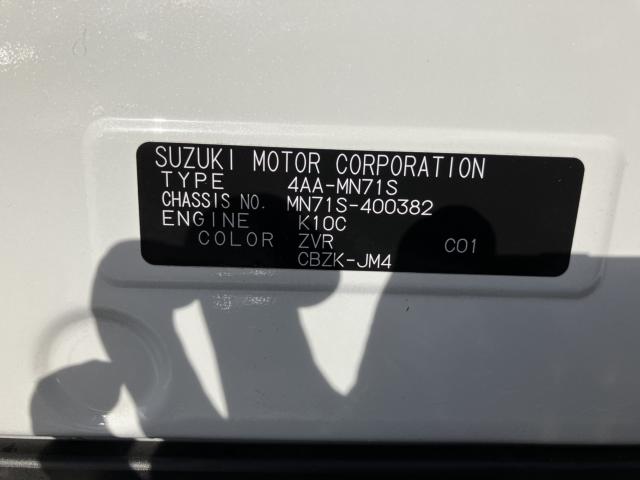 SUZUKI MOTOR CORPORATION
TYPE 4AA-MN71S
CHASSIS NO. MN71S-400382
ENGINE K10C
COLOR ZVR C01
CBZK-JM4